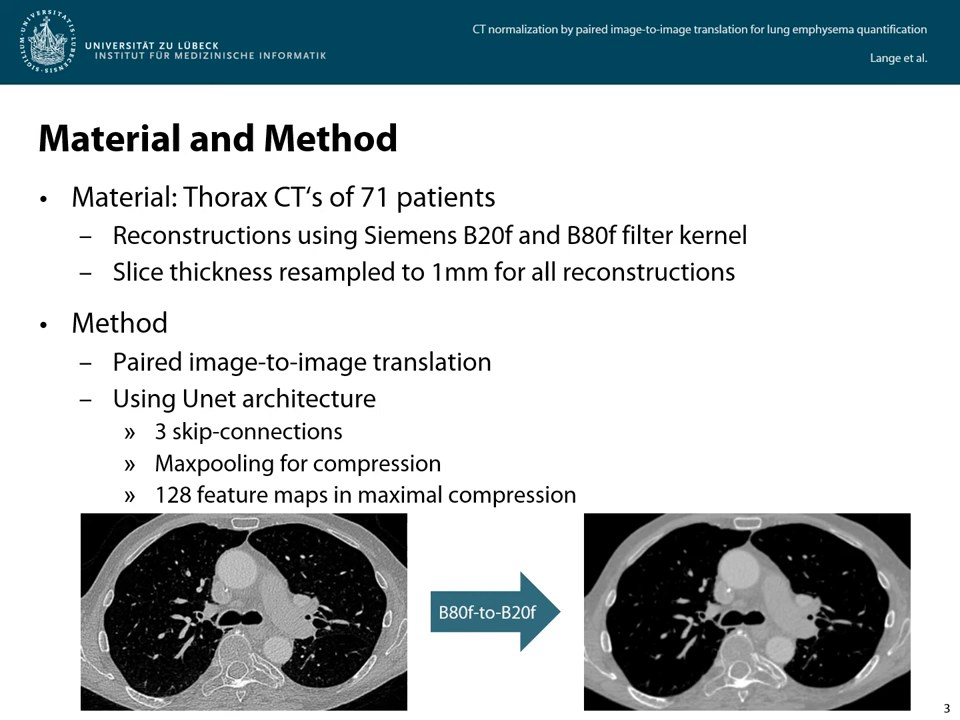 CT normalization by paired image-to-image translation for lung emphysema quantification
Lange et al.
UNIVERSITÄT ZU LÜBECK
INSTITUT FÜR MEDIZINISCHE INFORMATIK
Material and Method
• Material: Thorax CT‘s of 71 patients
– Reconstructions using Siemens B20f and B80f filter kernel
– Slice thickness resampled to 1mm for all reconstructions
• Method
– Paired image-to-image translation
– Using Unet architecture
» 3 skip-connections
» Maxpooling for compression
» 128 feature maps in maximal compression
B80f-to-B20f
3